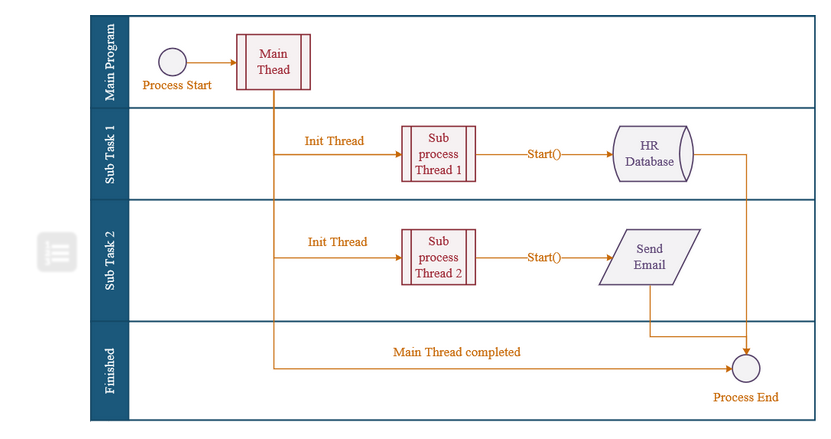 Main Program
Process Start
Main
Thead
Sub Task 1
Init Thread
Sub
process
Thread 1
Start()
HR
Database
Sub Task 2
Init Thread
Sub
process
Thread 2
Start()
Send
Email
Finished
Main Thread completed
Process End